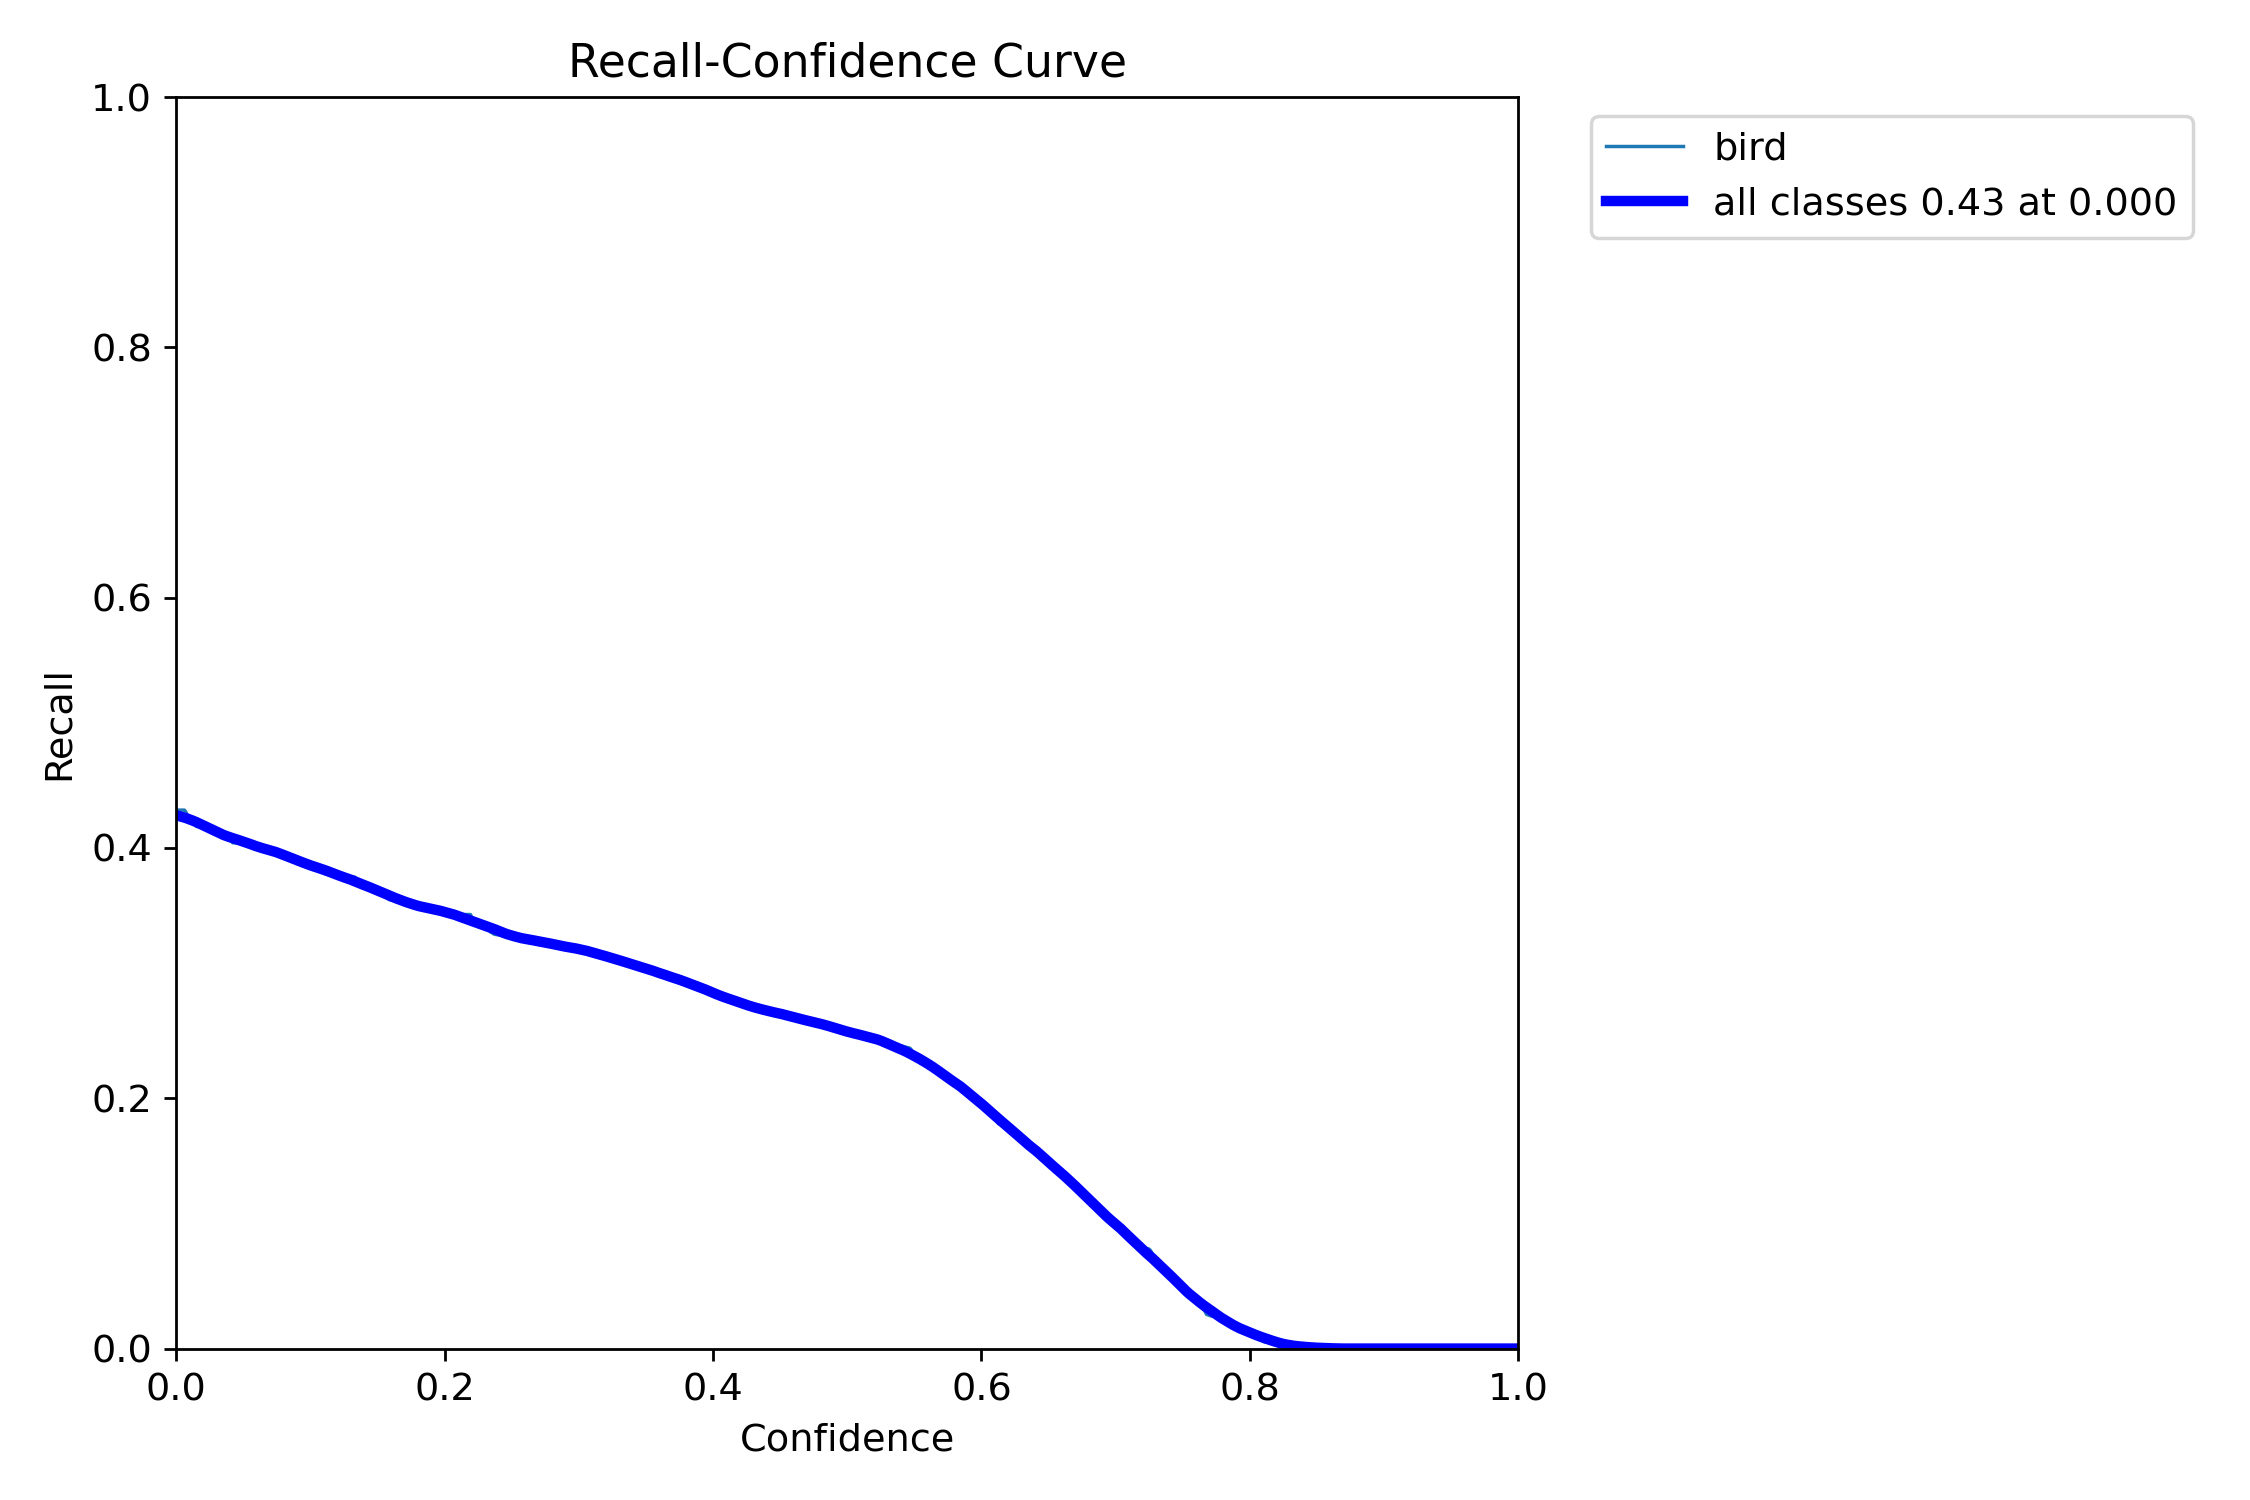 Recall-Confidence Curve
bird
all classes 0.43 at 0.000
1.0
0.8
0.6
0.4
0.2
0.0
Recall
0.0 0.2 0.4 0.6 0.8 1.0
Confidence